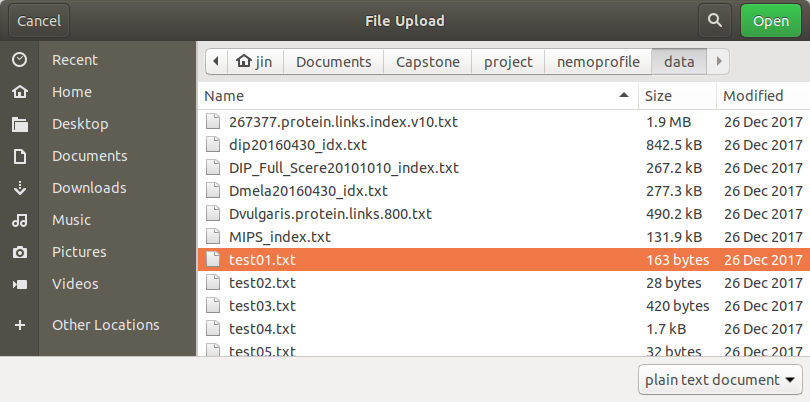 Cancel File Upload Open
Recent
Home
Desktop
Documents
Downloads
Music
Pictures
Videos
Other Locations
jin Documents Capstone project nemoprofile data
Name Size Modified
267377.protein.links.index.v10.txt 1.9 MB 26 Dec 2017
dip20160430_idx.txt 842.5 kB 26 Dec 2017
DIP_Full_Scere20101010_index.txt 267.2 kB 26 Dec 2017
Dmela20160430_idx.txt 277.3 kB 26 Dec 2017
Dvulgaris.protein.links.800.txt 490.2 kB 26 Dec 2017
MIPS_index.txt 131.9 kB 26 Dec 2017
test01.txt 163 bytes 26 Dec 2017
test02.txt 28 bytes 26 Dec 2017
test03.txt 420 bytes 26 Dec 2017
test04.txt 1.7 kB 26 Dec 2017
test05.txt 32 bytes 26 Dec 2017
plain text document